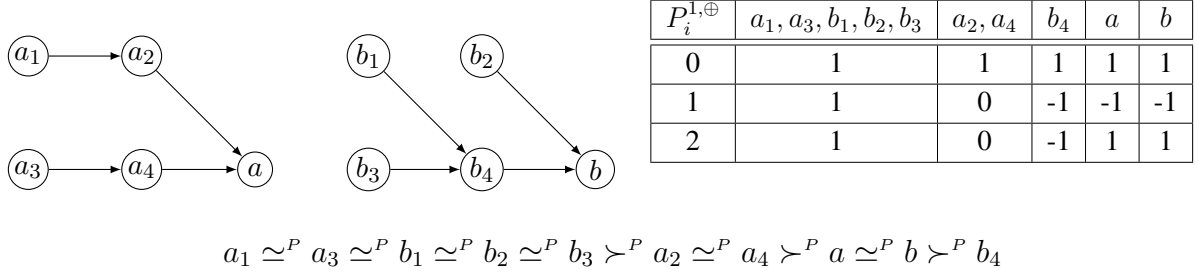 a₁ a₂ b₁ b₂
a₃ a₄ a b₃ b₄ b
Pᵢ^{1,⊕} a₁, a₃, b₁, b₂, b₃ a₂, a₄ b₄ a b
0 1 1 1 1 1
1 1 0 -1 -1 -1
2 1 0 -1 1 1
a₁ ≃ᴾ a₃ ≃ᴾ b₁ ≃ᴾ b₂ ≃ᴾ b₃ ≻ᴾ a₂ ≃ᴾ a₄ ≻ᴾ a ≃ᴾ b ≻ᴾ b₄